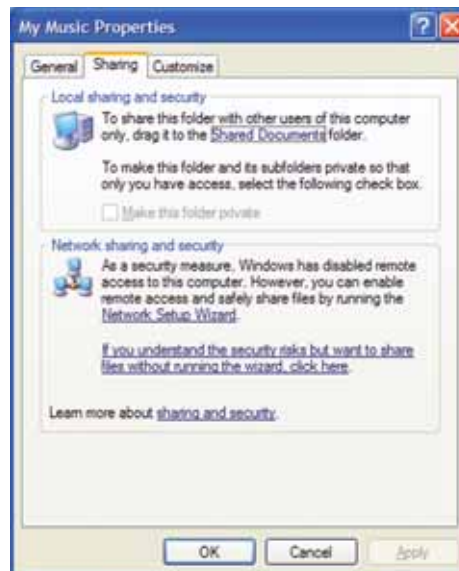 My Music Properties
General Sharing Customize
Local sharing and security
To share this folder with other users of this computer
only, drag it to the Shared Documents folder.
To make this folder and its subfolders private so that
only you have access, select the following check box.
Make this folder private
Network sharing and security
As a security measure, Windows has disabled remote
access to this computer. However, you can enable
remote access and safely share files by running the
Network Setup Wizard.
If you understand the security risks but want to share
files without running the wizard, click here.
Learn more about sharing and security.
OK Cancel Apply